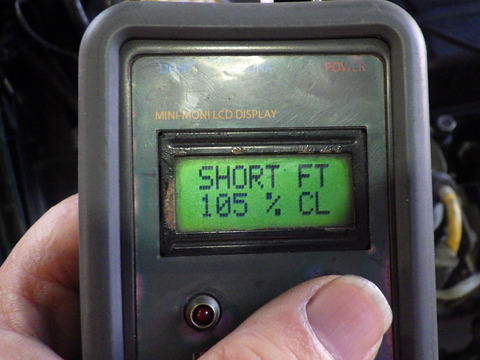 POWER
MINI-MONI LCD DISPLAY
SHORT FT
105 % CL